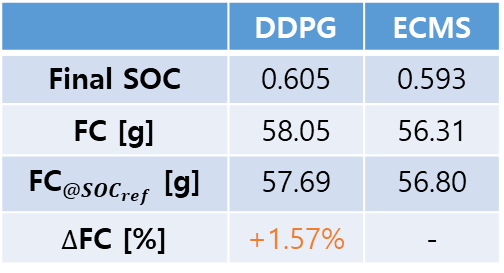 DDPG ECMS
Final SOC 0.605 0.593
FC [g] 58.05 56.31
FC@SOCref [g] 57.69 56.80
ΔFC [%] +1.57% -